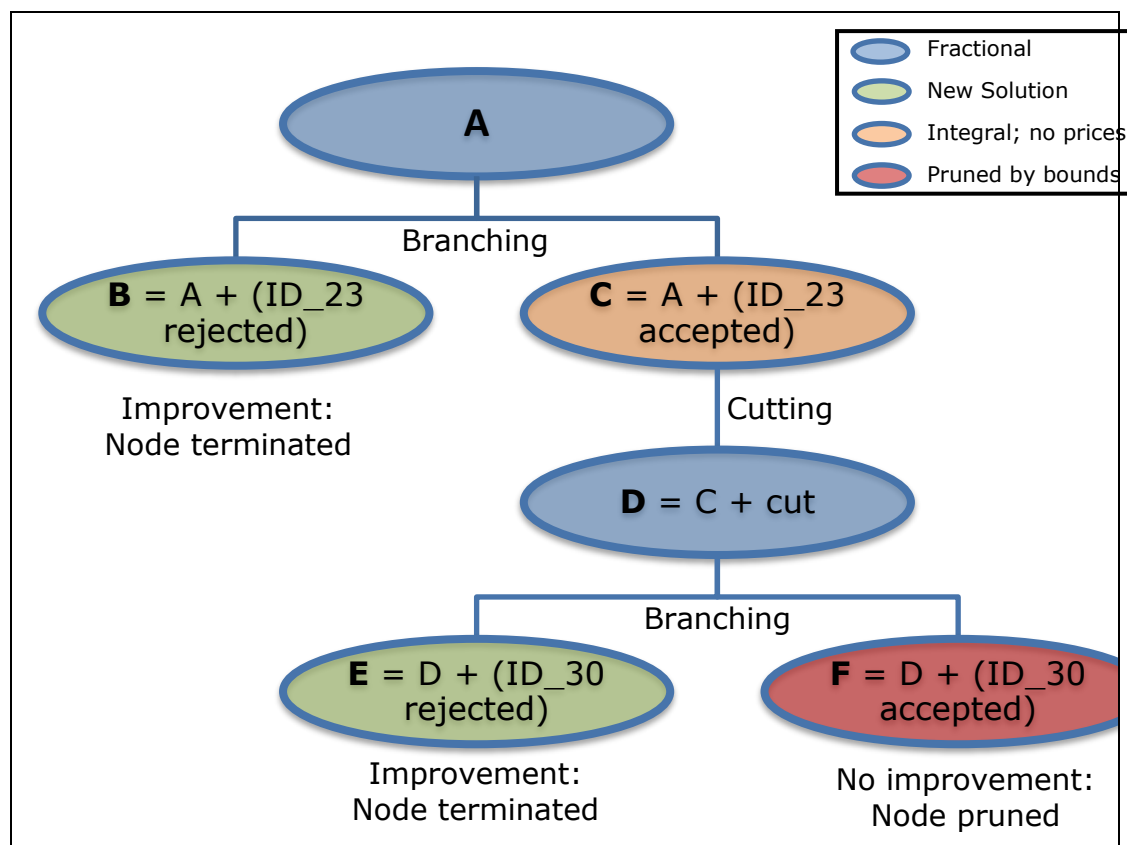 Fractional
New Solution
Integral; no prices
Pruned by bounds
A
Branching
B = A + (ID_23
rejected)
C = A + (ID_23
accepted)
Improvement:
Node terminated
Cutting
D = C + cut
Branching
E = D + (ID_30
rejected)
F = D + (ID_30
accepted)
Improvement:
Node terminated
No improvement:
Node pruned